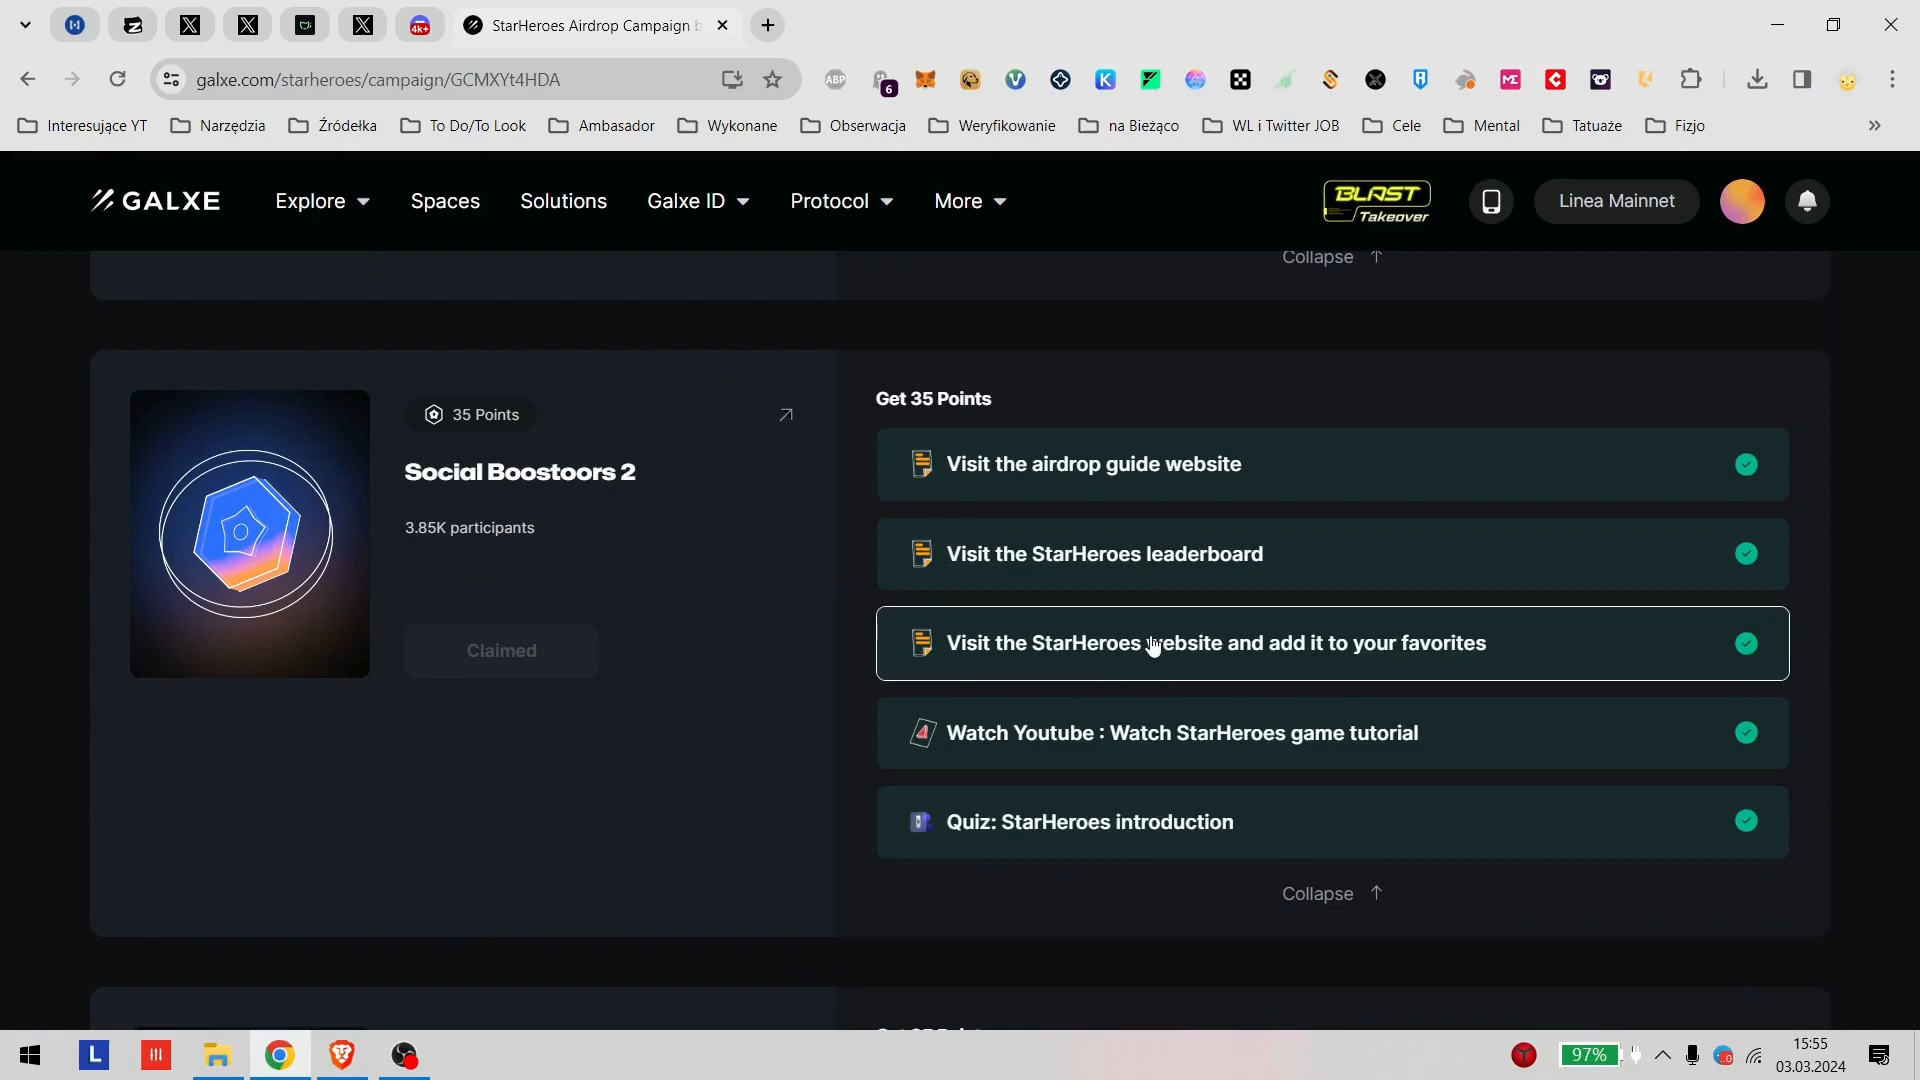 4k+
StarHeroes Airdrop Campaign b
galxe.com/starheroes/campaign/GCMXYt4HDA
ABP
6
K
ME
Interesujące YT
Narzędzia
Źródełka
To Do/To Look
Ambasador
Wykonane
Obserwacja
Weryfikowanie
na Bieżąco
WL i Twitter JOB
Cele
Mental
Tatuaże
Fizjo
GALXE
Explore
Spaces
Solutions
Galxe ID
Protocol
More
BLAST
Takeover
Linea Mainnet
Collapse
35 Points
Social Boostoors 2
3.85K participants
Claimed
Get 35 Points
Visit the airdrop guide website
Visit the StarHeroes leaderboard
Visit the StarHeroes website and add it to your favorites
Watch Youtube : Watch StarHeroes game tutorial
Quiz: StarHeroes introduction
Collapse
L
97%
15:55
03.03.2024